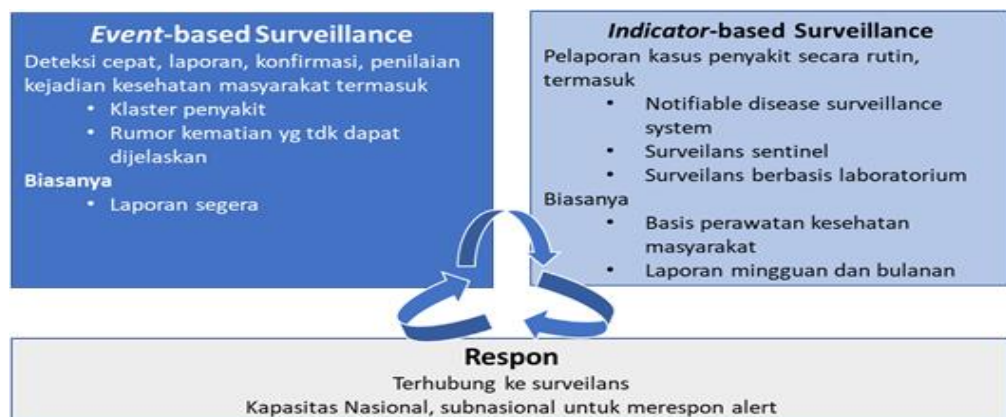 Event-based Surveillance
Deteksi cepat, laporan, konfirmasi, penilaian
kejadian kesehatan masyarakat termasuk
• Klaster penyakit
• Rumor kematian yg tdk dapat
dijelaskan
Biasanya
• Laporan segera
Indicator-based Surveillance
Pelaporan kasus penyakit secara rutin,
termasuk
• Notifiable disease surveillance
system
• Surveilans sentinel
• Surveilans berbasis laboratorium
Biasanya
• Basis perawatan kesehatan
masyarakat
• Laporan mingguan dan bulanan
Respon
Terhubung ke surveilans
Kapasitas Nasional, subnasional untuk merespon alert